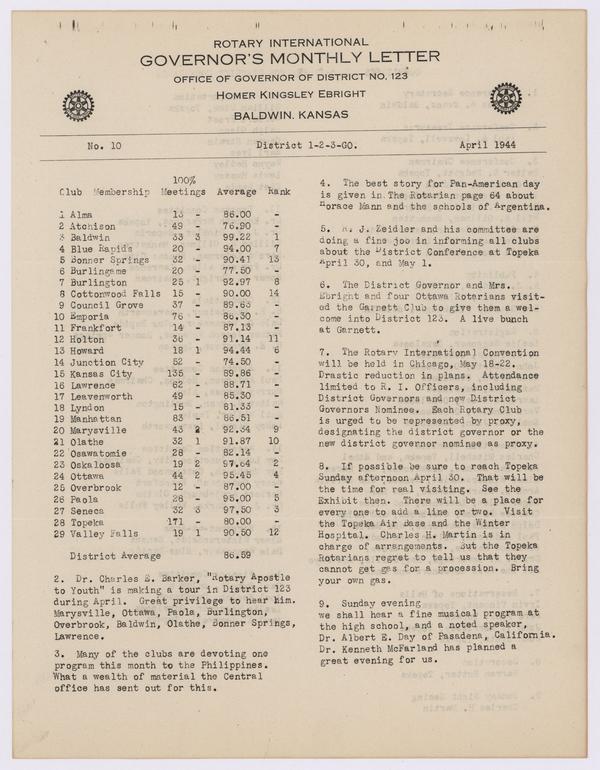 ROTARY INTERNATIONAL
GOVERNOR'S MONTHLY LETTER
OFFICE OF GOVERNOR OF DISTRICT NO. 123
HOMER KINGSLEY EBRIGHT
BALDWIN, KANSAS
No. 10 District 1-2-3-GO. April 1944
100%
Club Membership Meetings Average Rank
1 Alma 13 - 86.00 -
2 Atchison 49 - 76.90 -
3 Baldwin 33 3 99.22 1
4 Blue Rapids 20 - 94.00 7
5 Bonner Springs 32 - 90.41 13
6 Burlingame 20 - 77.50 -
7 Burlington 25 1 92.97 8
8 Cottonwood Falls 15 - 90.00 14
9 Council Grove 37 - 89.63 -
10 Emporia 76 - 86.30 -
11 Frankfort 14 - 87.13 -
12 Holton 36 - 91.14 11
13 Howard 18 1 94.44 6
14 Junction City 52 - 74.50 -
15 Kansas City 135 - 89.86 -
16 Lawrence 62 - 88.71 -
17 Leavenworth 49 - 85.30 -
18 Lyndon 15 - 81.33 -
19 Manhattan 83 - 86.51 -
20 Marysville 43 2 92.34 9
21 Olathe 32 1 91.87 10
22 Osawatomie 28 - 82.14 -
23 Oskaloosa 19 2 97.64 2
24 Ottawa 44 2 95.45 4
25 Overbrook 12 - 87.00 -
26 Paola 28 - 95.00 5
27 Seneca 32 3 97.50 3
28 Topeka 171 - 80.00 -
29 Valley Falls 19 1 90.50 12
District Average 86.59
2. Dr. Charles E. Barker, "Rotary Apostle
to Youth" is making a tour in District 123
during April. Great privilege to hear him.
Marysville, Ottawa, Paola, Burlington,
Overbrook, Baldwin, Olathe, Bonner Springs,
Lawrence.
3. Many of the clubs are devoting one
program this month to the Philippines.
What a wealth of material the Central
office has sent out for this.
4. The best story for Pan-American day
is given in The Rotarian page 64 about
Horace Mann and the schools of Argentina.
5. J. Zeidler and his committee are
doing a fine job in informing all clubs
about the District Conference at Topeka
April 30, and May 1.
6. The District Governor and Mrs.
Ebright and four Ottawa Rotarians visit-
ed the Garnett Club to give them a wel-
come into District 123. A live bunch
at Garnett.
7. The Rotary International Convention
will be held in Chicago, May 18-22.
Drastic reduction in plans. Attendance
limited to R. I. Officers, including
District Governors and new District
Governors Nominee. Each Rotary Club
is urged to be represented by proxy,
designating the district governor or the
new district governor nominee as proxy.
8. If possible be sure to reach Topeka
Sunday afternoon April 30. That will be
the time for real visiting. See the
Exhibit then. There will be a place for
every one to add a line or two. Visit
the Topeka Air Base and the Winter
Hospital. Charles H. Martin is in
charge of arrangements. But the Topeka
Rotarians regret to tell us that they
cannot get gas for a procession. Bring
your own gas.
9. Sunday evening
we shall hear a fine musical program at
the high school, and a noted speaker,
Dr. Albert E. Day of Pasadena, California.
Dr. Kenneth McFarland has planned a
great evening for us.